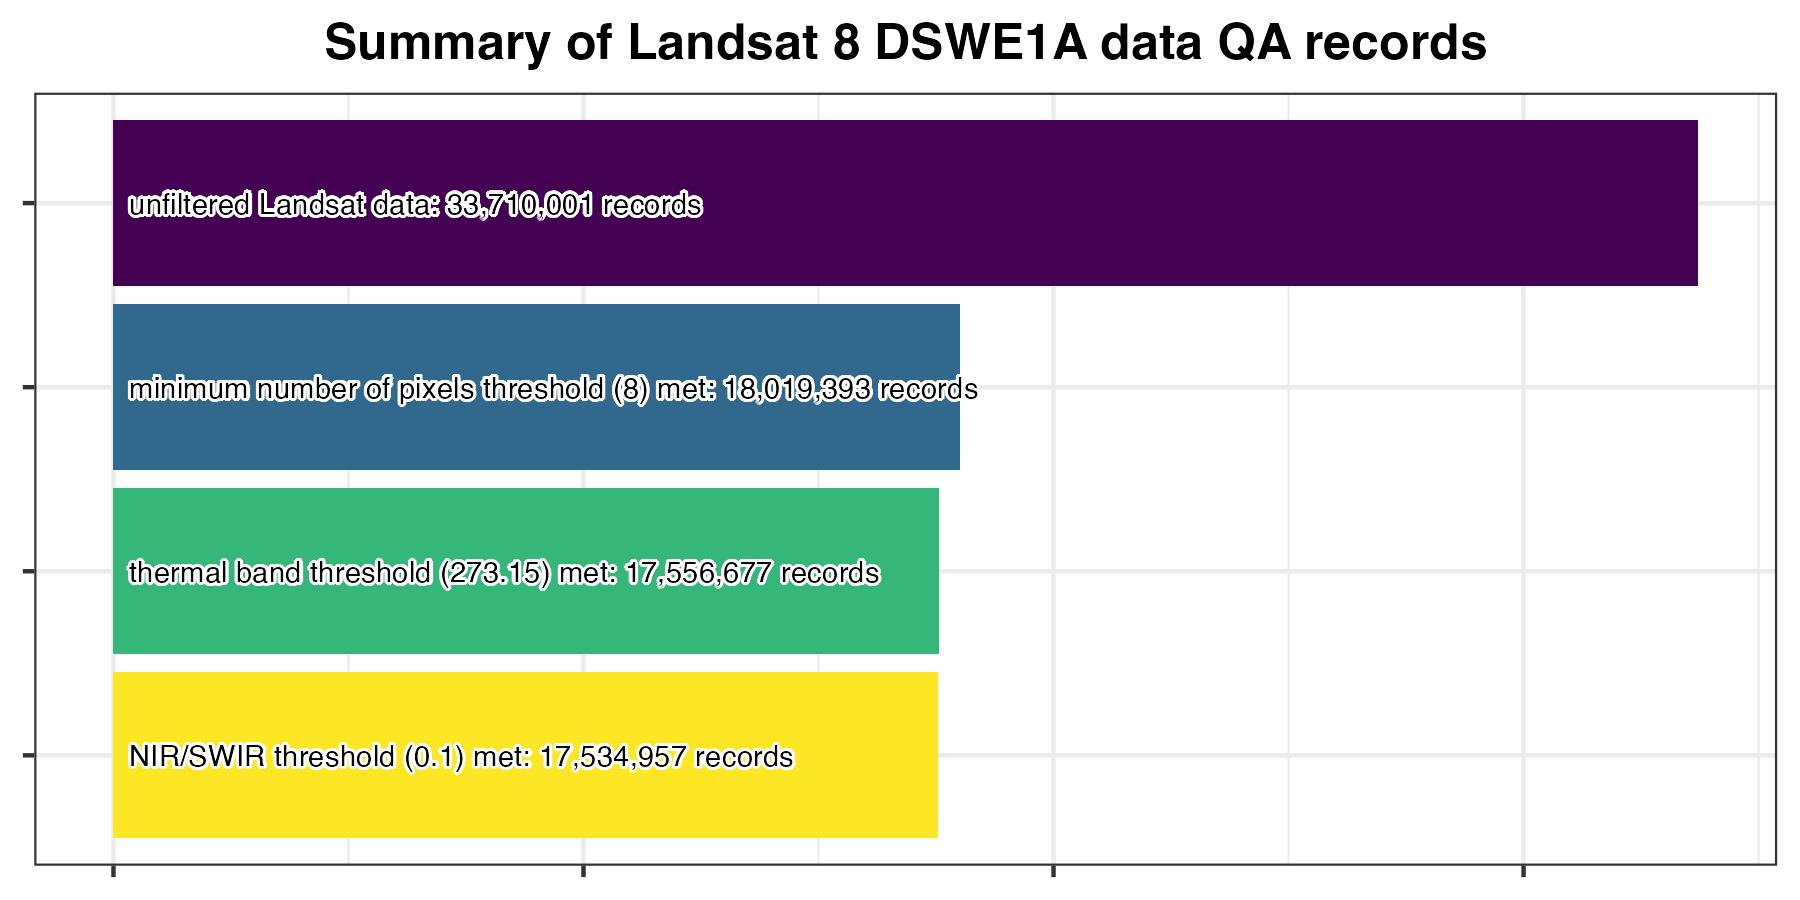 Summary of Landsat 8 DSWE1A data QA records
unfiltered Landsat data: 33,710,001 records
minimum number of pixels threshold (8) met: 18,019,393 records
thermal band threshold (273.15) met: 17,556,677 records
NIR/SWIR threshold (0.1) met: 17,534,957 records